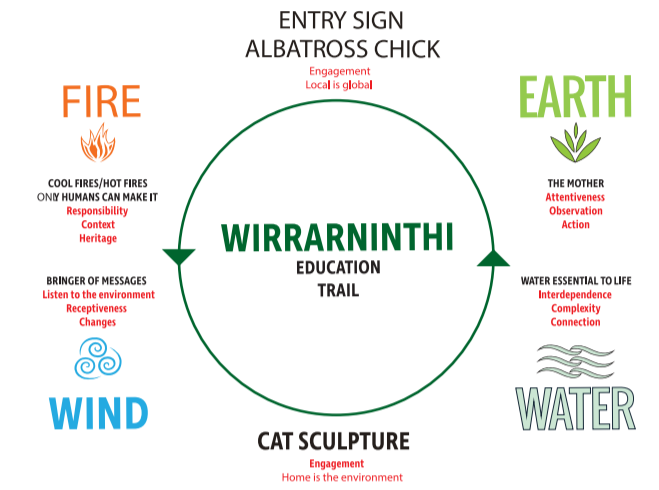 ENTRY SIGN
ALBATROSS CHICK
Engagement
Local is global
FIRE
COOL FIRES/HOT FIRES
ONLY HUMANS CAN MAKE IT
Responsibility
Context
Heritage
EARTH
THE MOTHER
Attentiveness
Observation
Action
WIRRARNINTHI
EDUCATION
TRAIL
BRINGER OF MESSAGES
Listen to the environment
Receptiveness
Changes
WIND
WATER ESSENTIAL TO LIFE
Interdependence
Complexity
Connection
WATER
CAT SCULPTURE
Engagement
Home is the environment